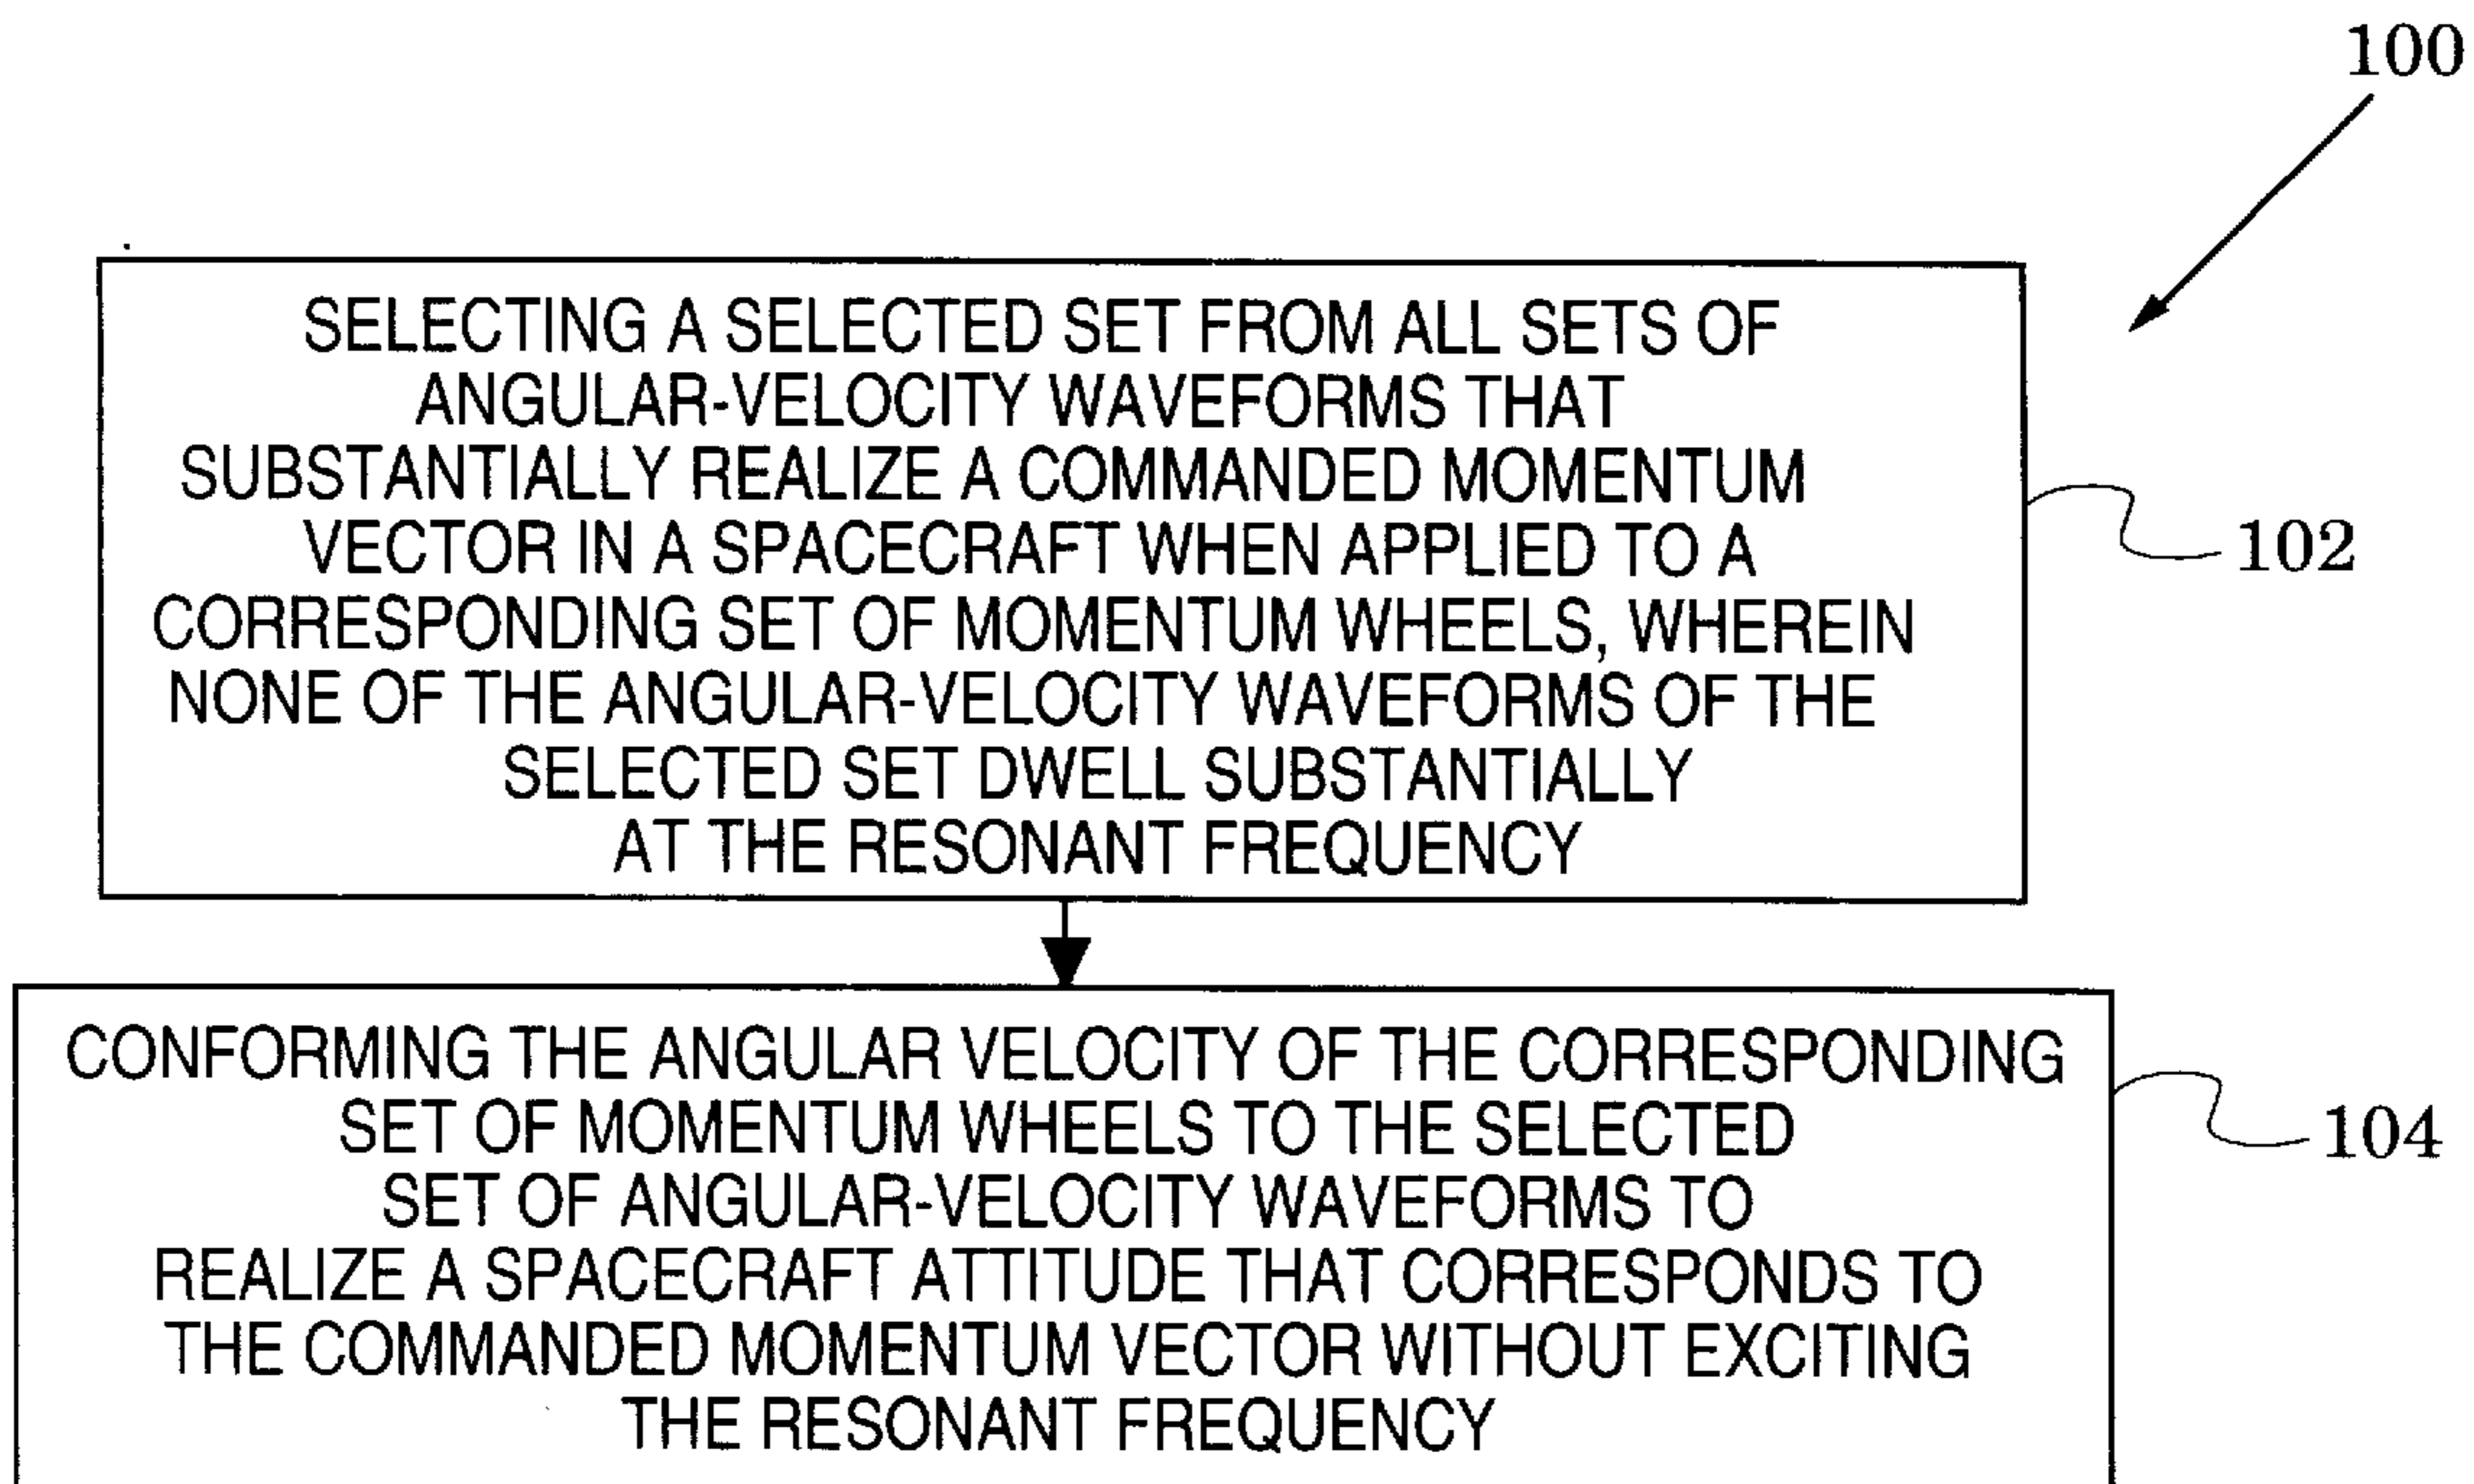 100
SELECTING A SELECTED SET FROM ALL SETS OF
ANGULAR-VELOCITY WAVEFORMS THAT
SUBSTANTIALLY REALIZE A COMMANDED MOMENTUM
VECTOR IN A SPACECRAFT WHEN APPLIED TO A
CORRESPONDING SET OF MOMENTUM WHEELS, WHEREIN
NONE OF THE ANGULAR-VELOCITY WAVEFORMS OF THE
SELECTED SET DWELL SUBSTANTIALLY
AT THE RESONANT FREQUENCY
102
CONFORMING THE ANGULAR VELOCITY OF THE CORRESPONDING
SET OF MOMENTUM WHEELS TO THE SELECTED
SET OF ANGULAR-VELOCITY WAVEFORMS TO
REALIZE A SPACECRAFT ATTITUDE THAT CORRESPONDS TO
THE COMMANDED MOMENTUM VECTOR WITHOUT EXCITING
THE RESONANT FREQUENCY
104